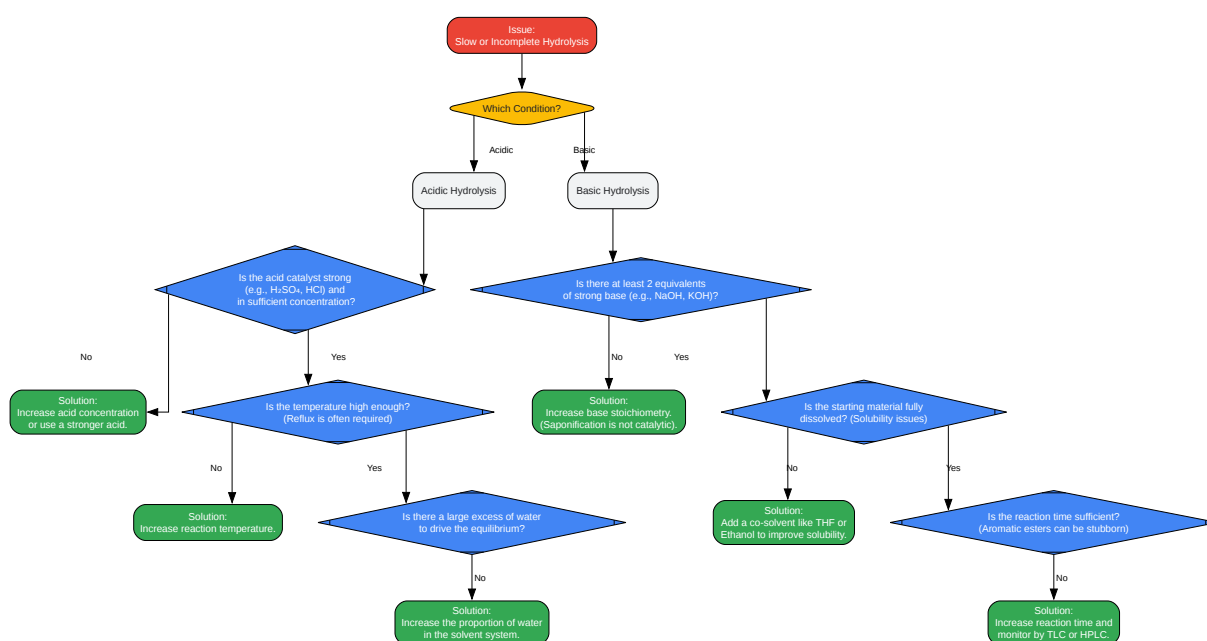 Issue:
Slow or Incomplete Hydrolysis
Which Condition?
Acidic
Basic
Acidic Hydrolysis
Basic Hydrolysis
Is the acid catalyst strong
(e.g., H₂SO₄, HCl) and
in sufficient concentration?
Is there at least 2 equivalents
of strong base (e.g., NaOH, KOH)?
No
Yes
No
Yes
Solution:
Increase acid concentration
or use a stronger acid.
Is the temperature high enough?
(Reflux is often required)
Solution:
Increase base stoichiometry.
(Saponification is not catalytic).
Is the starting material fully
dissolved? (Solubility issues)
No
Yes
No
Yes
Solution:
Increase reaction temperature.
Is there a large excess of water
to drive the equilibrium?
Solution:
Add a co-solvent like THF or
Ethanol to improve solubility.
Is the reaction time sufficient?
(Aromatic esters can be stubborn)
No
No
Solution:
Increase the proportion of water
in the solvent system.
Solution:
Increase reaction time and
monitor by TLC or HPLC.